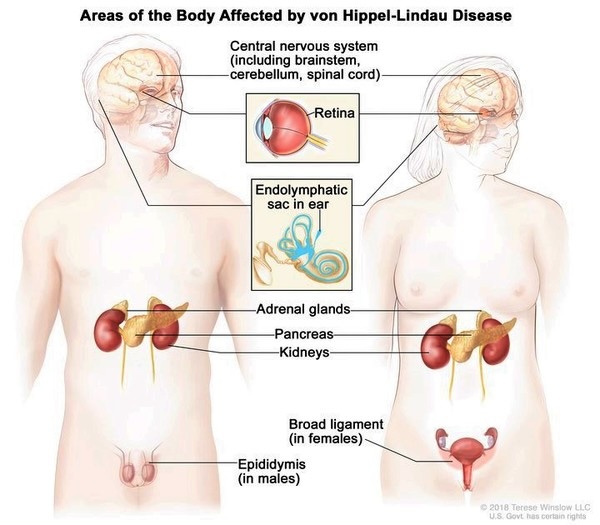 Areas of the Body Affected by von Hippel-Lindau Disease
Central nervous system
(including brainstem,
cerebellum, spinal cord)
Retina
Endolymphatic
sac in ear
Adrenal glands
Pancreas
Kidneys
Broad ligament
(in females)
Epididymis
(in males)
© 2018 Terese Winslow LLC
U.S. Govt. has certain rights